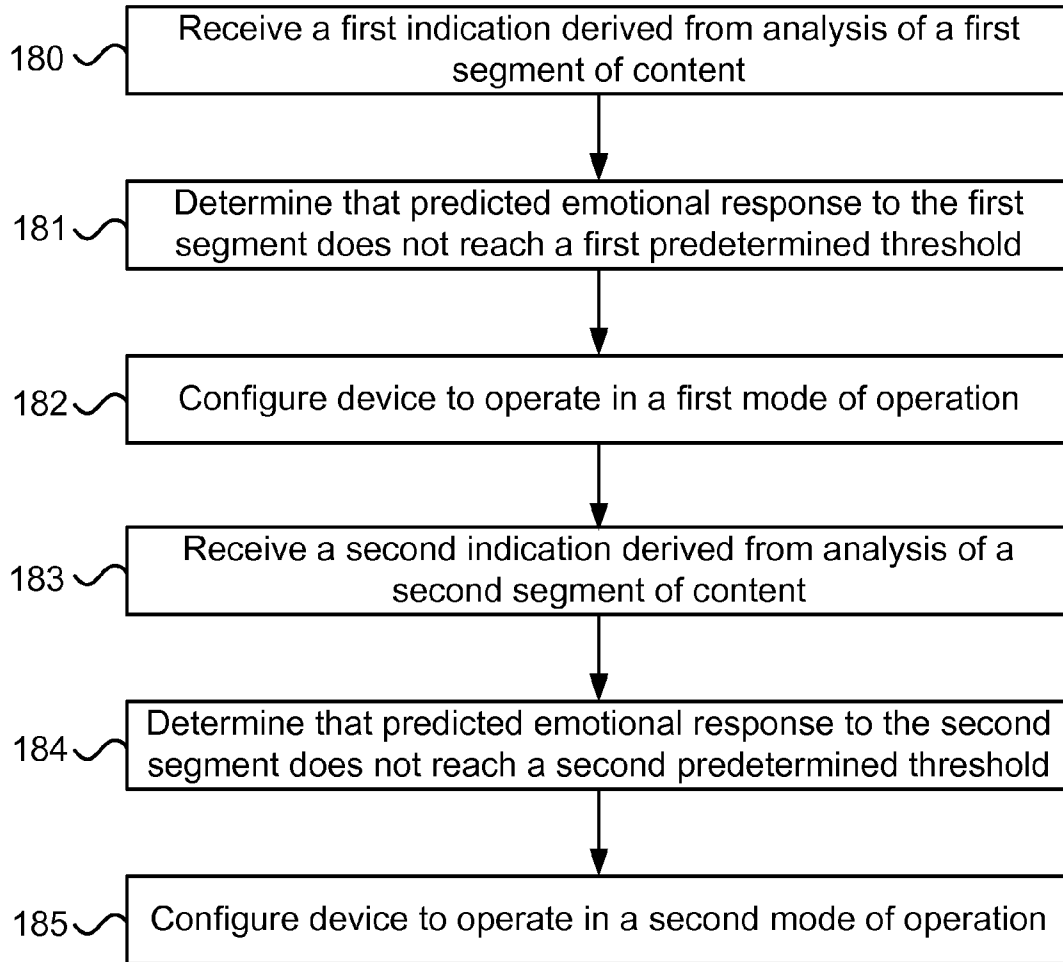 180
Receive a first indication derived from analysis of a first
segment of content
181
Determine that predicted emotional response to the first
segment does not reach a first predetermined threshold
182
Configure device to operate in a first mode of operation
183
Receive a second indication derived from analysis of a
second segment of content
184
Determine that predicted emotional response to the second
segment does not reach a second predetermined threshold
185
Configure device to operate in a second mode of operation